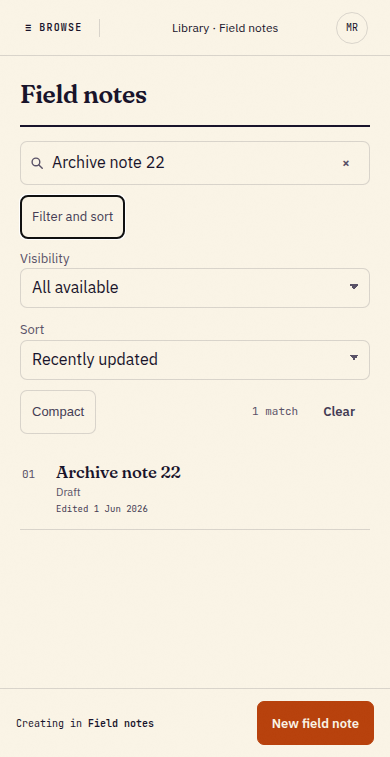 ≡ BROWSE
Library · Field notes
MR
Field notes
Archive note 22 ×
Filter and sort
Visibility
All available
Sort
Recently updated
Compact 1 match Clear
01 Archive note 22
Draft
Edited 1 Jun 2026
Creating in Field notes
New field note